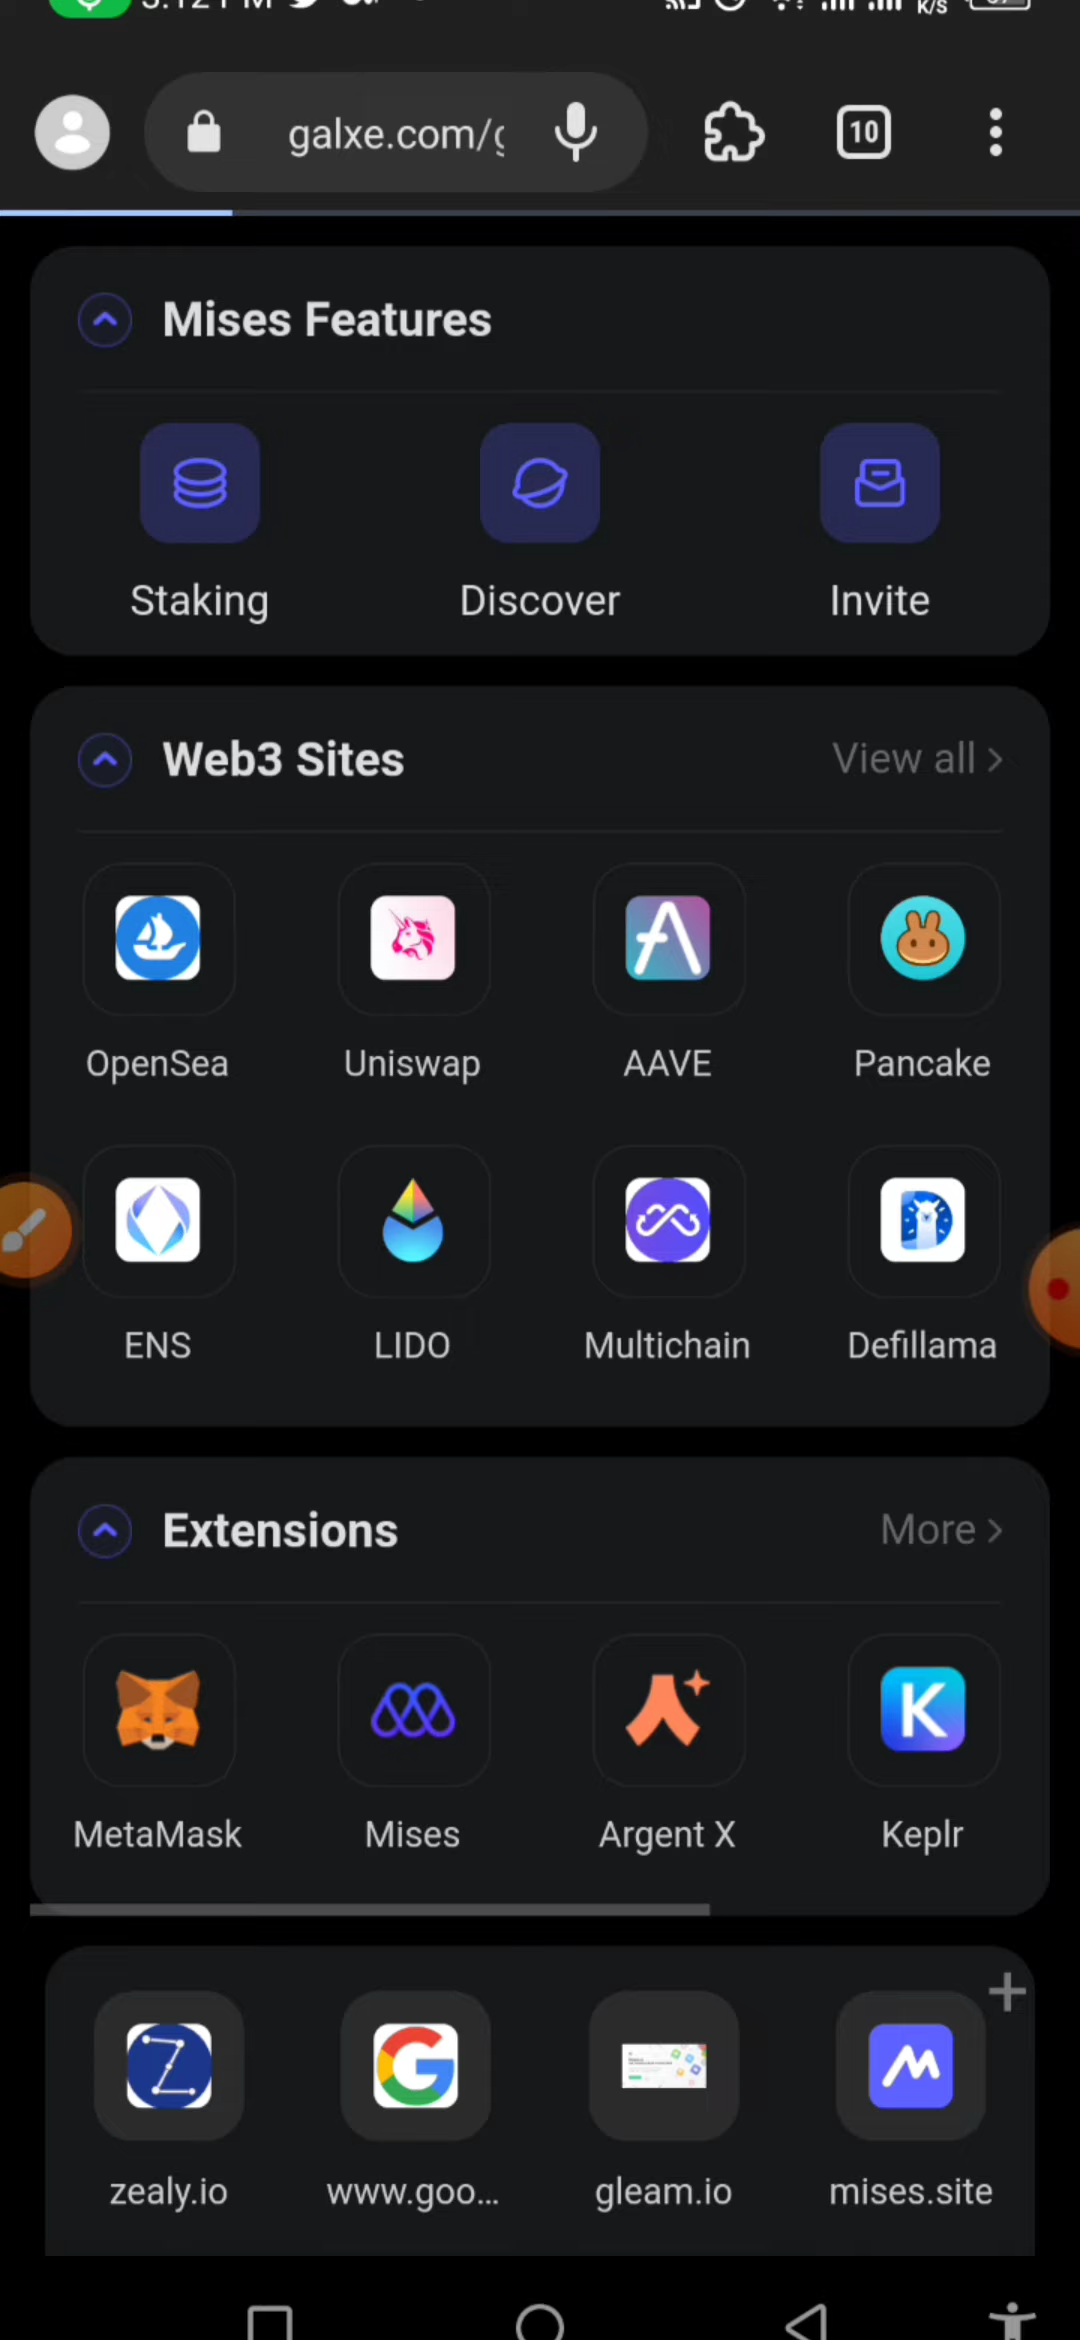 galxe.com/
10
K/S
Mises Features
Staking
Discover
Invite
Web3 Sites
View all
OpenSea
Uniswap
AAVE
Pancake
ENS
LIDO
Multichain
Defillama
Extensions
More
MetaMask
Mises
Argent X
Keplr
zealy.io
www.goo...
gleam.io
mises.site